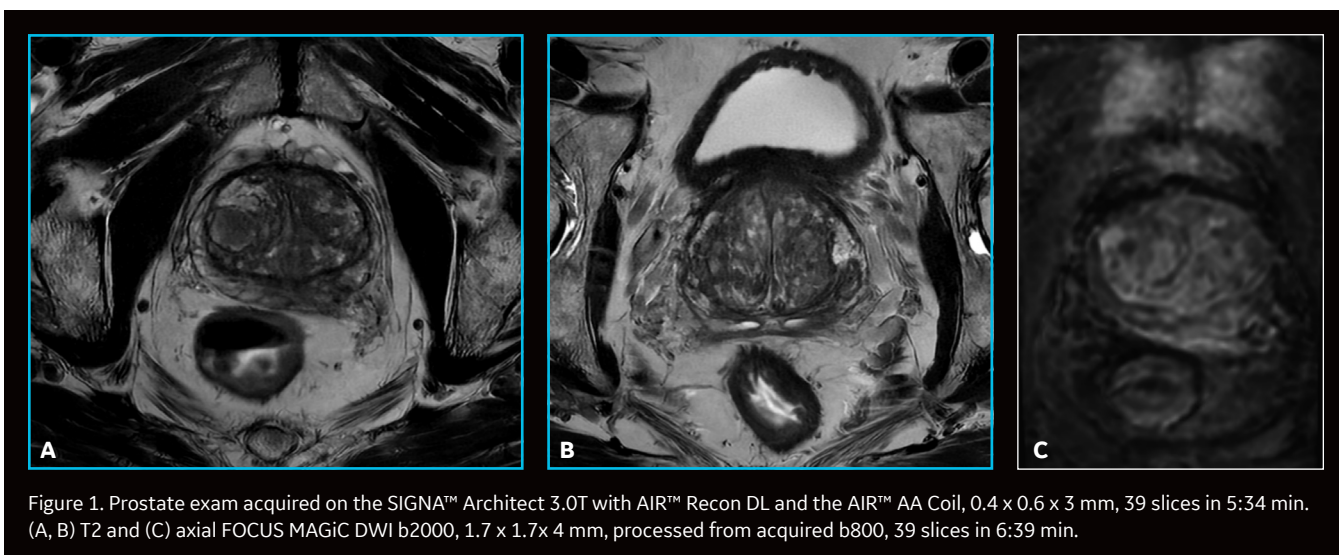 A
B
C
Figure 1. Prostate exam acquired on the SIGNA™ Architect 3.0T with AIR™ Recon DL and the AIR™ AA Coil, 0.4 x 0.6 x 3 mm, 39 slices in 5:34 min.
(A, B) T2 and (C) axial FOCUS MAGiC DWI b2000, 1.7 x 1.7x 4 mm, processed from acquired b800, 39 slices in 6:39 min.